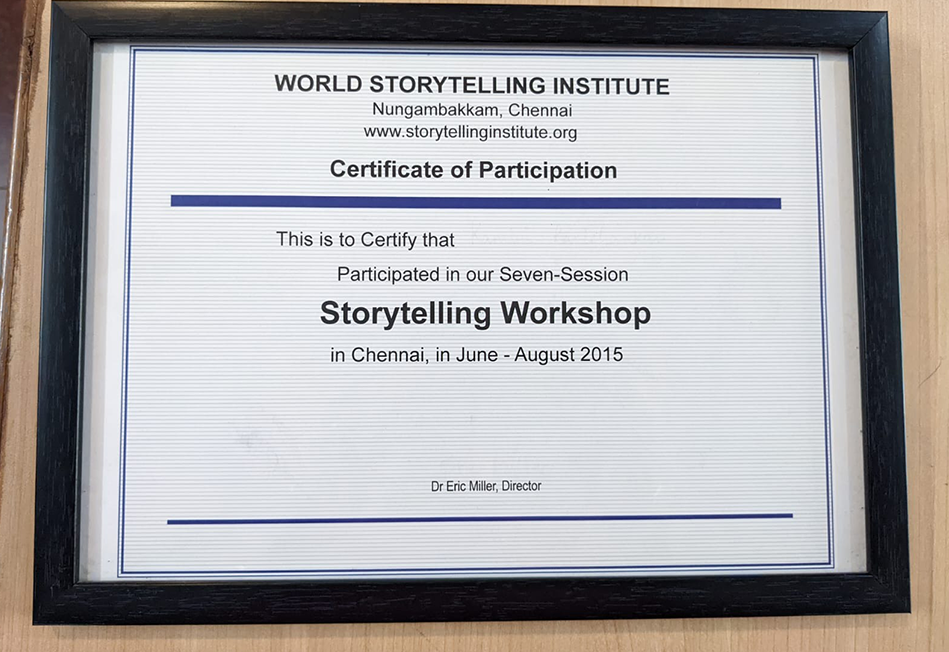 WORLD STORYTELLING INSTITUTE
Nungambakkam, Chennai
www.storytellinginstitute.org
Certificate of Participation
This is to Certify that
Participated in our Seven-Session
Storytelling Workshop
in Chennai, in June - August 2015
Dr Eric Miller, Director